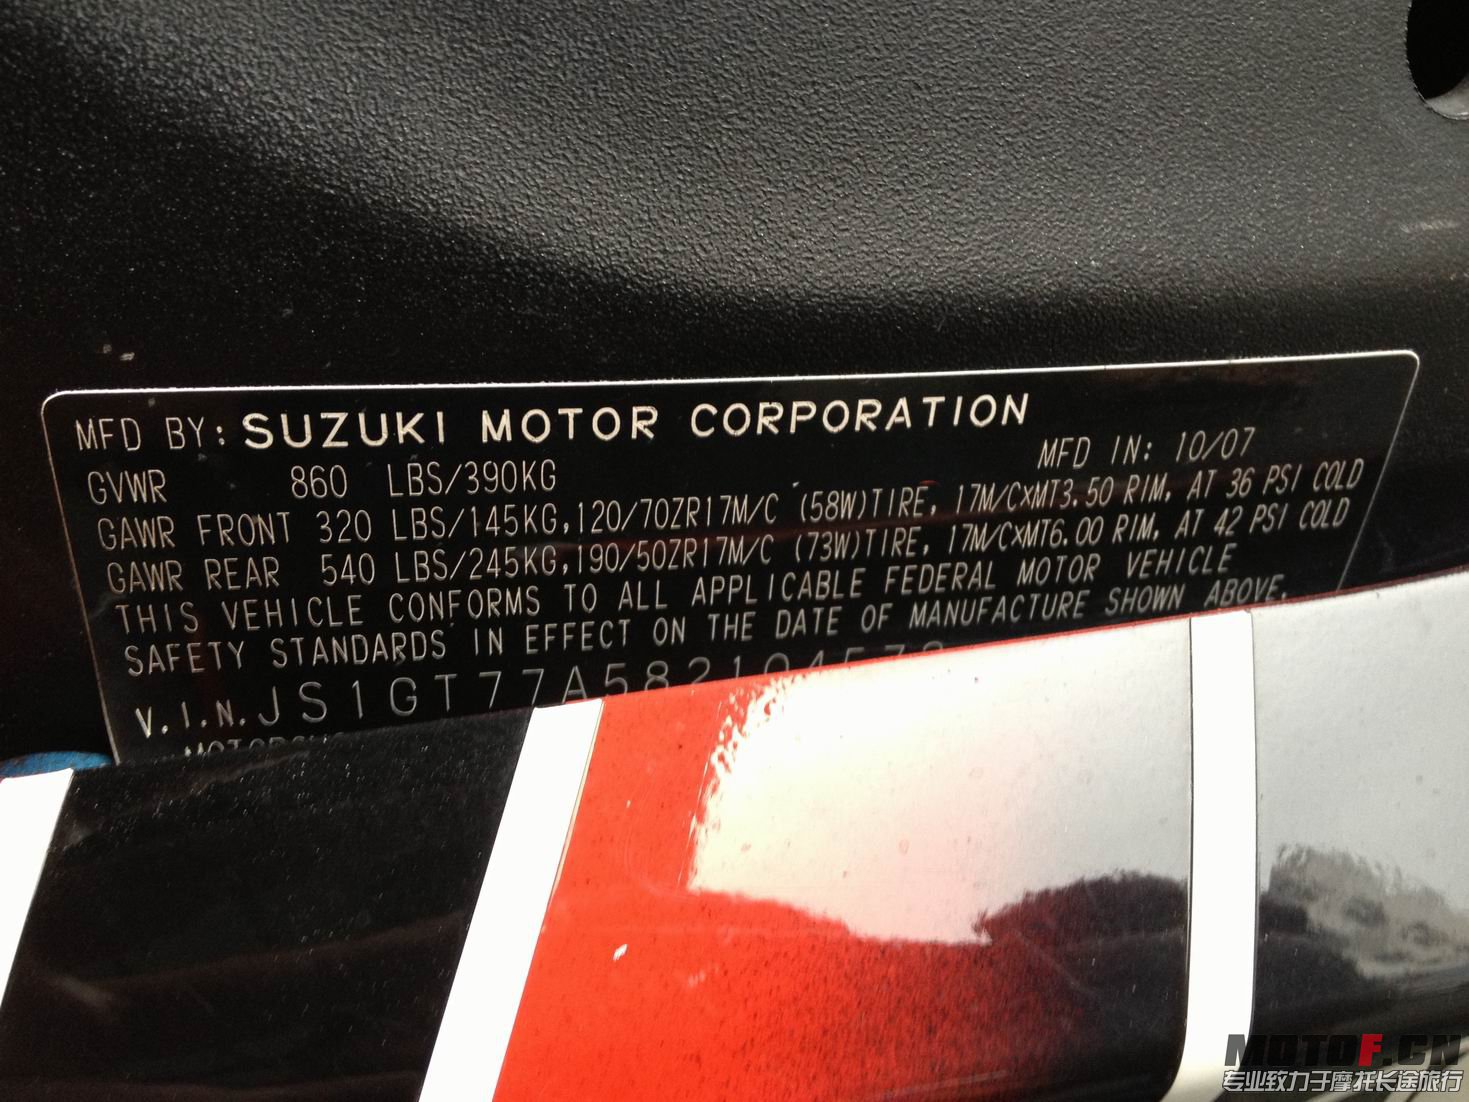 MFD BY: SUZUKI MOTOR CORPORATION
MFD IN: 10/07
GVWR 860 LBS/390KG
GAWR FRONT 320 LBS/145KG,120/70ZR17M/C (58W)TIRE, 17M/C×MT3.50 RIM, AT 36 PSI COLD
GAWR REAR 540 LBS/245KG,190/50ZR17M/C (73W)TIRE, 17M/C×MT6.00 RIM, AT 42 PSI COLD
THIS VEHICLE CONFORMS TO ALL APPLICABLE FEDERAL MOTOR VEHICLE
SAFETY STANDARDS IN EFFECT ON THE DATE OF MANUFACTURE SHOWN ABOVE.
V.I.N. JS1GT77A582104
MOTOF.CN
专业致力于摩托长途旅行